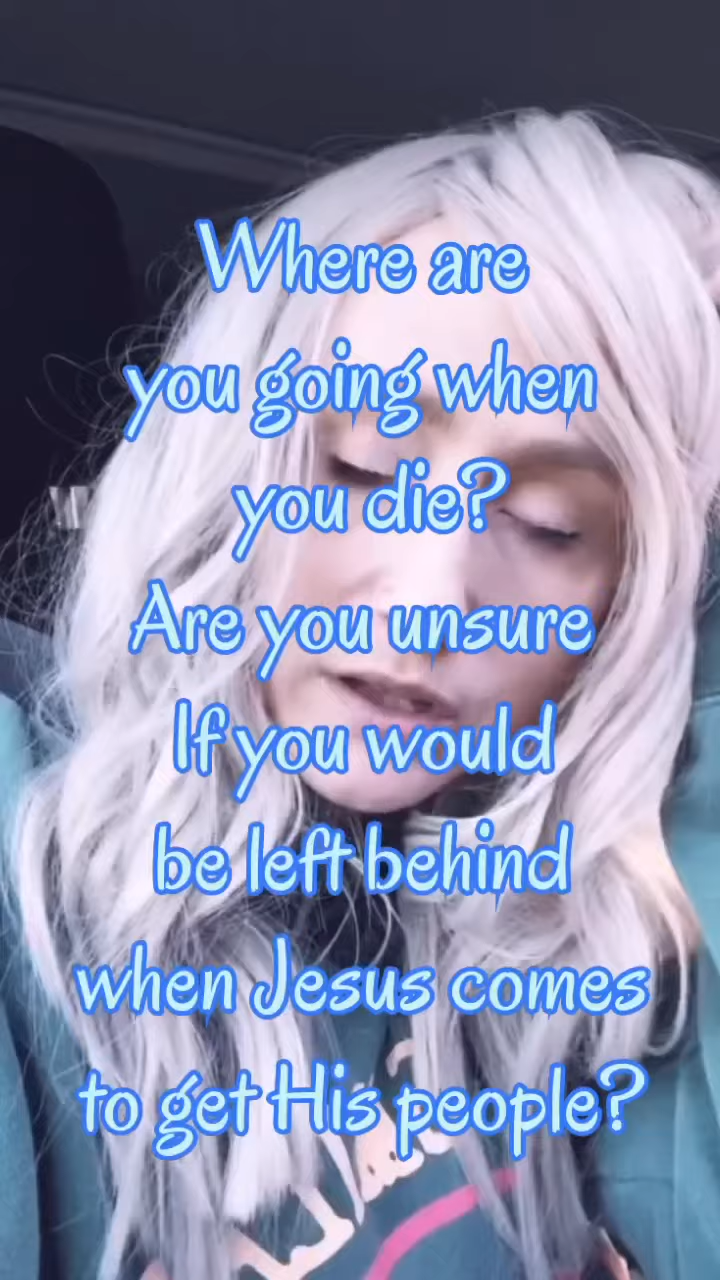 Where are
you going when
you die?
Are you unsure
If you would
be left behind
when Jesus comes
to get His people?